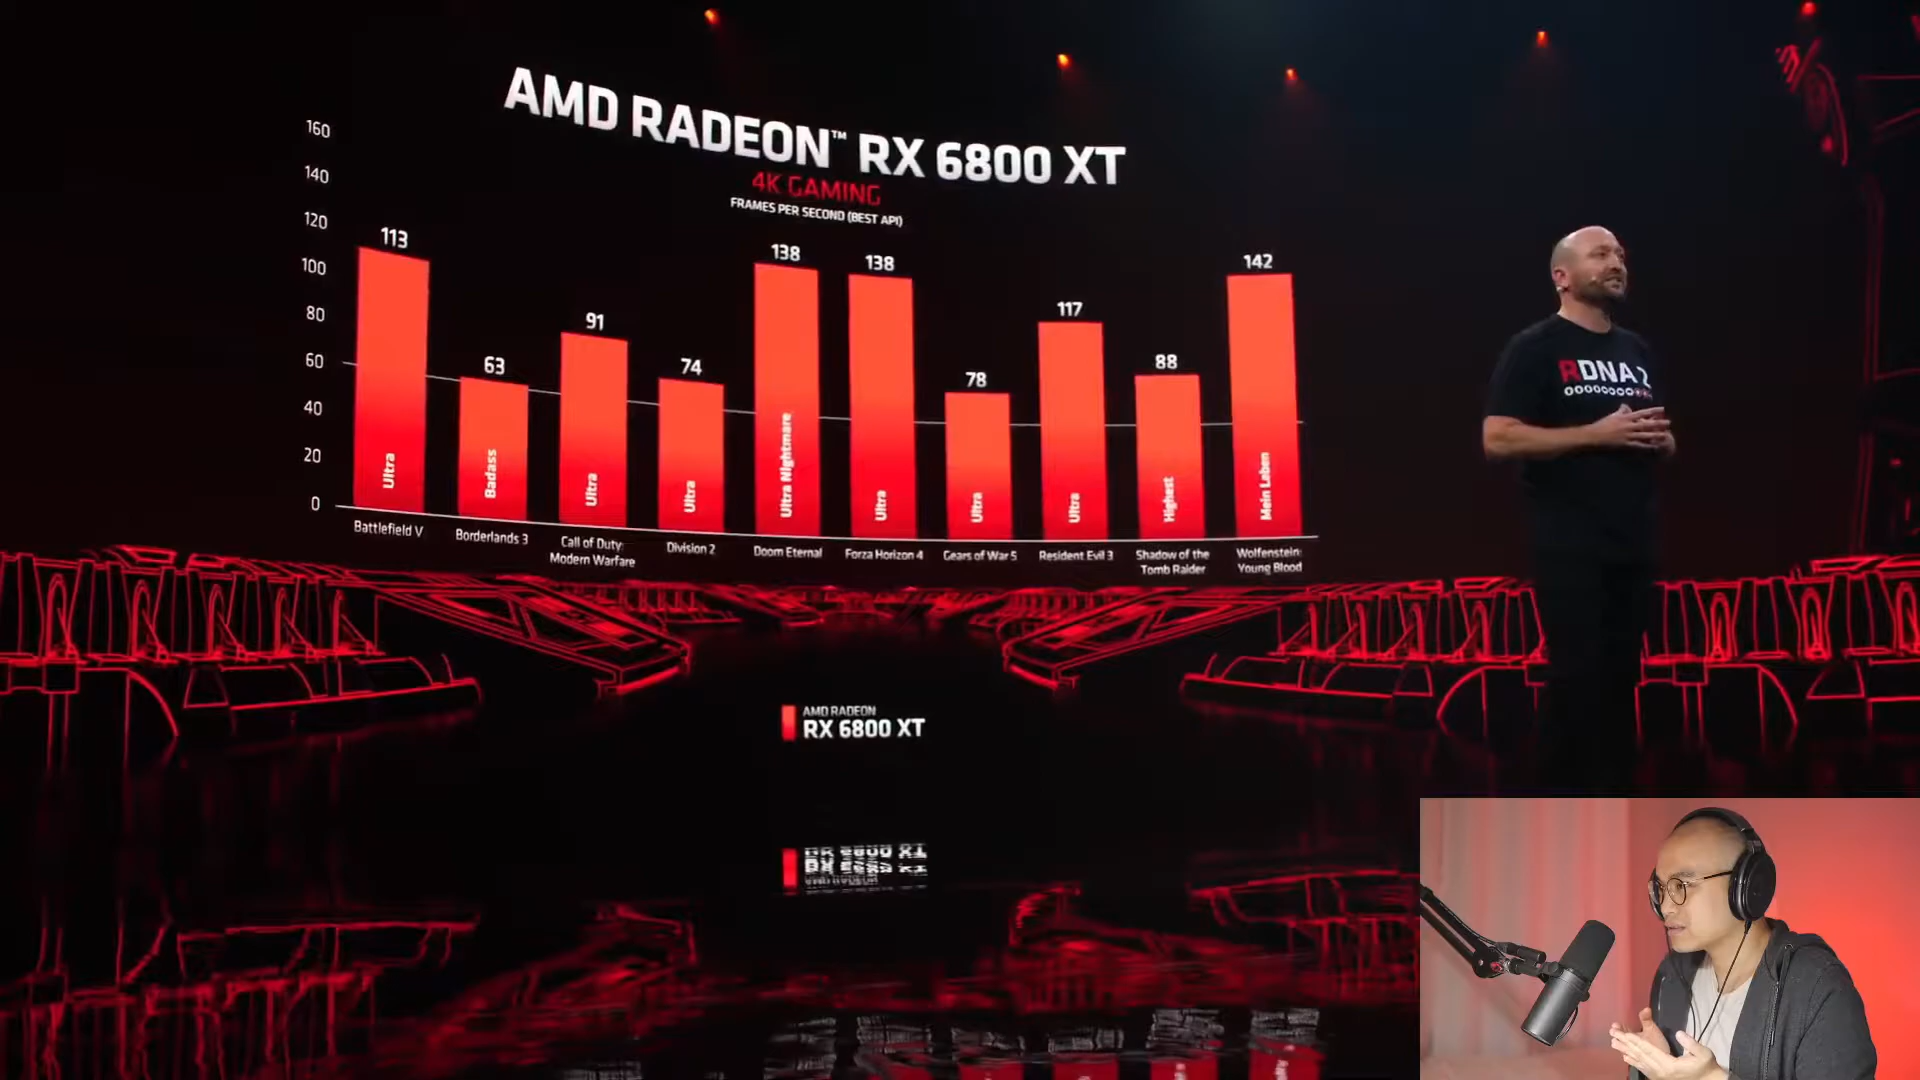 AMD RADEON™ RX 6800 XT
4K GAMING
FRAMES PER SECOND (BEST API)
160
140
120
100
80
60
40
20
0
113
63
91
74
138
138
78
117
88
142
Ultra
Badass
Ultra
Ultra
Ultra Nightmare
Ultra
Ultra
Ultra
Highest
Mein Leben
Battlefield V
Borderlands 3
Call of Duty:
Modern Warfare
Division 2
Doom Eternal
Forza Horizon 4
Gears of War 5
Resident Evil 3
Shadow of the
Tomb Raider
Wolfenstein:
Young Blood
RDNA 2
AMD RADEON
RX 6800 XT